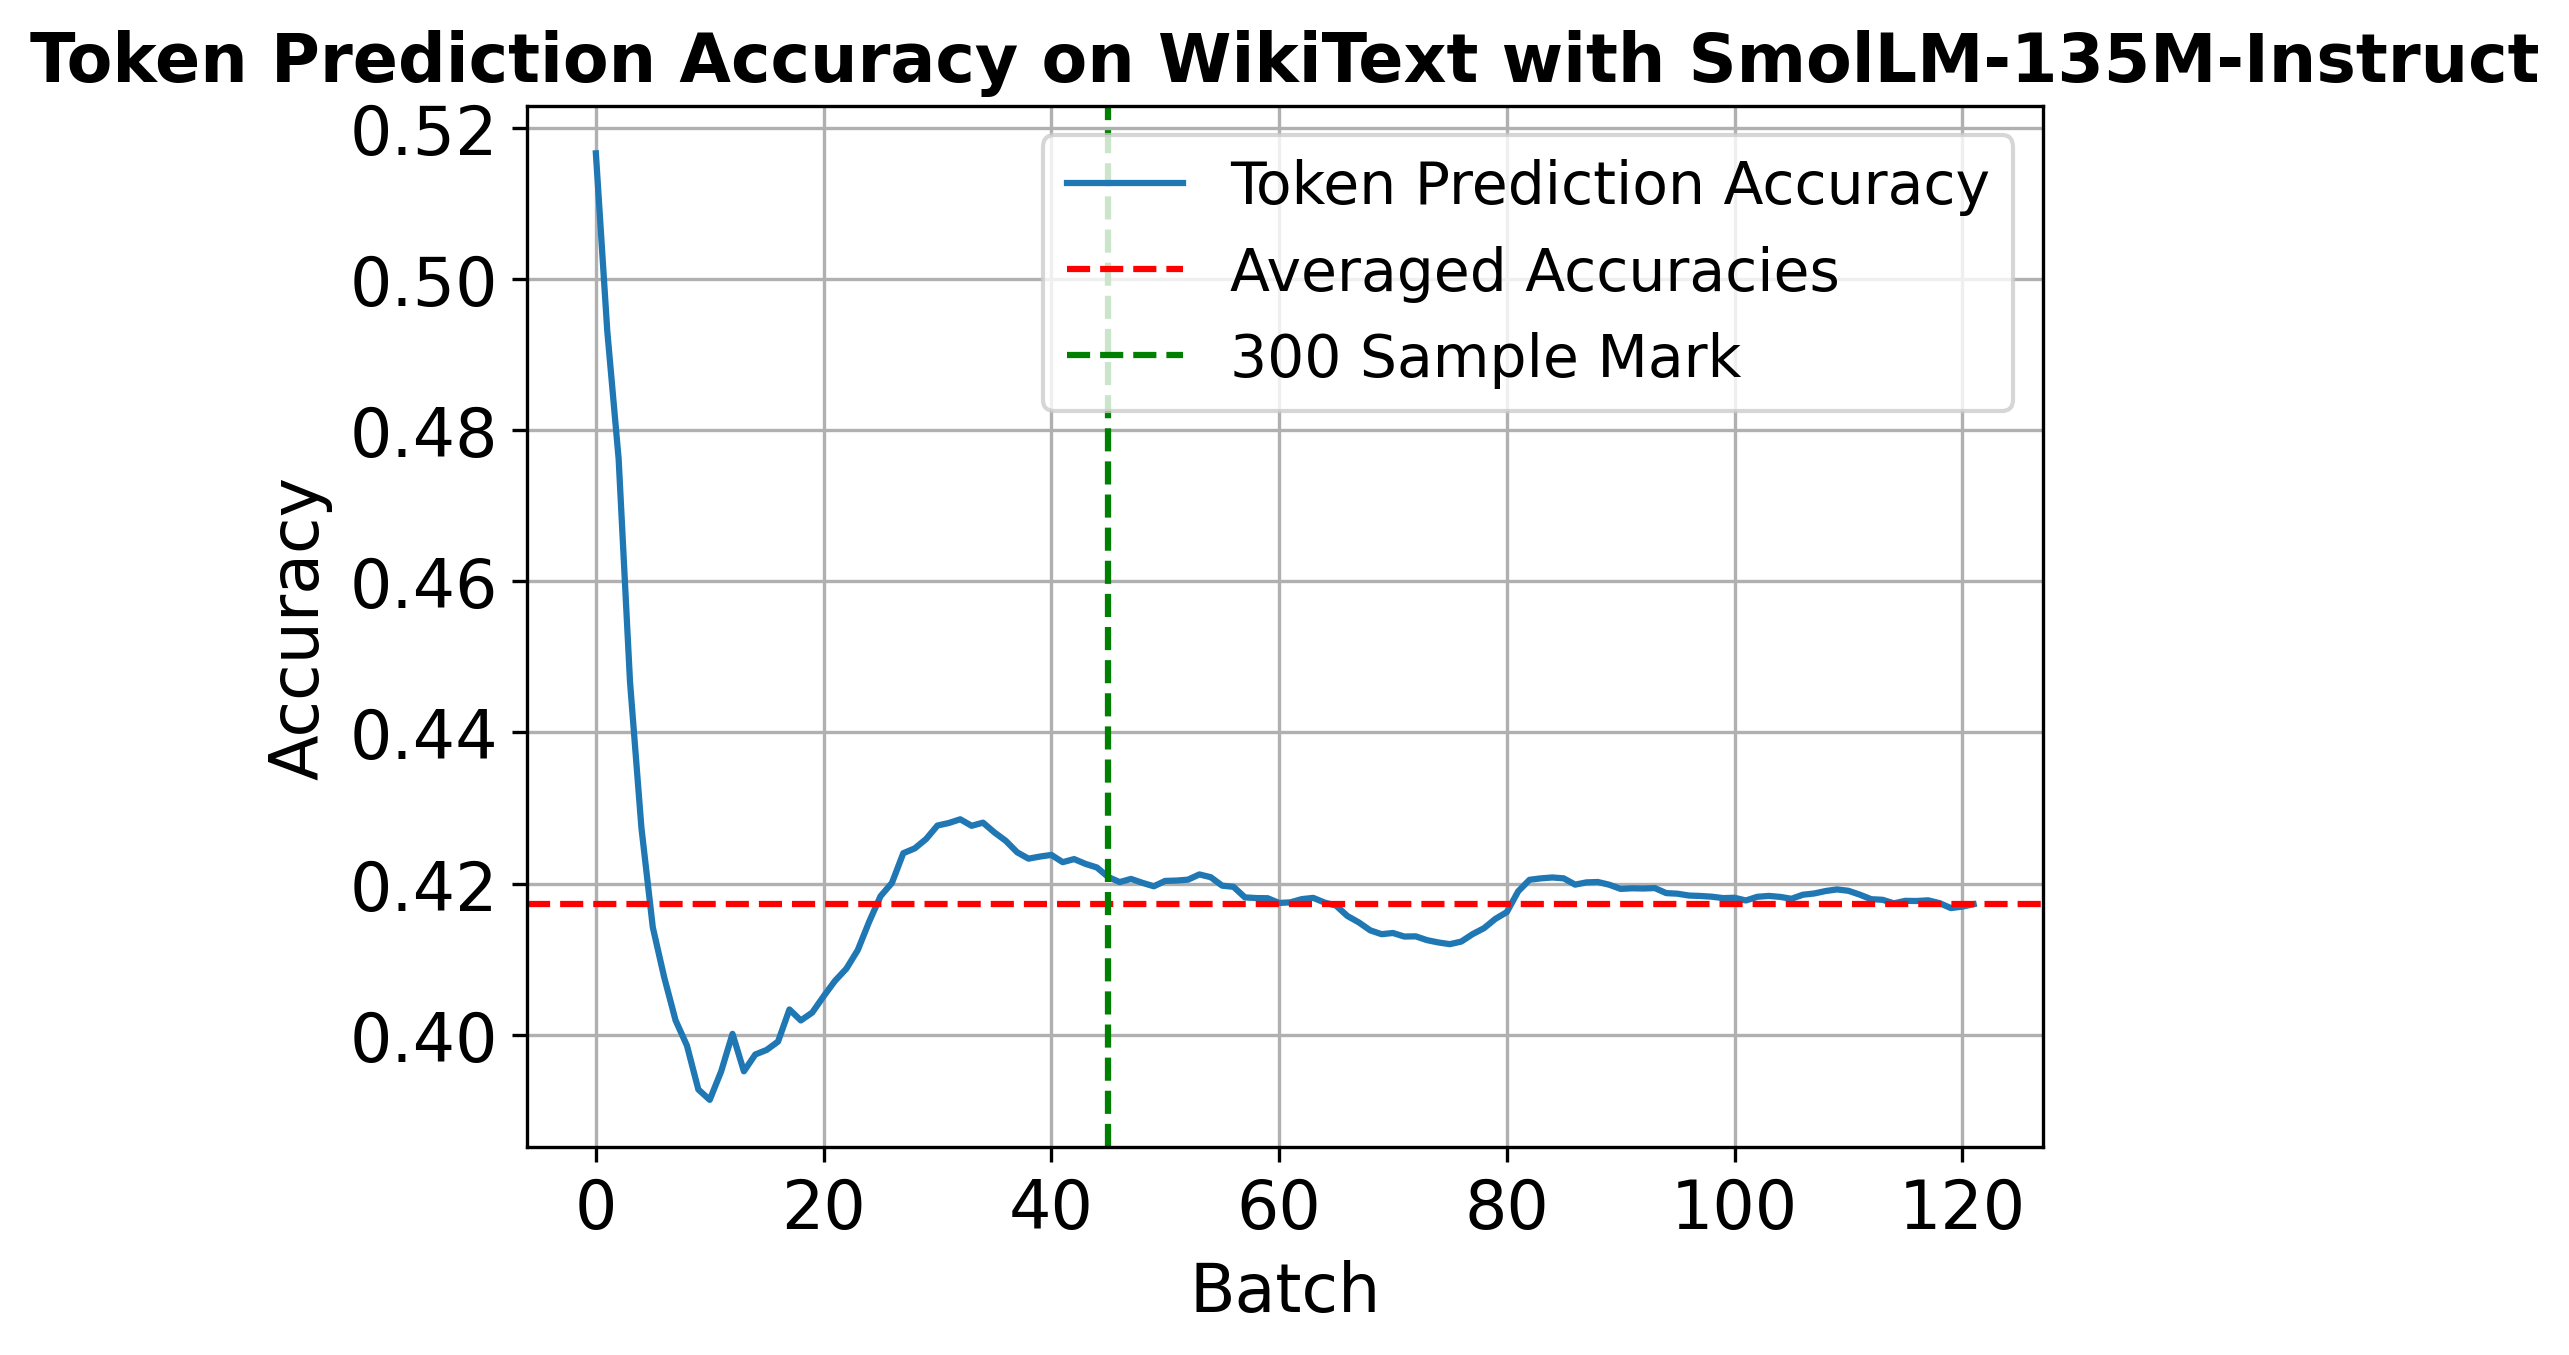 Token Prediction Accuracy on WikiText with SmolLM-135M-Instruct
0.52
0.50
0.48
0.46
0.44
0.42
0.40
Accuracy
Token Prediction Accuracy
Averaged Accuracies
300 Sample Mark
0 20 40 60 80 100 120
Batch